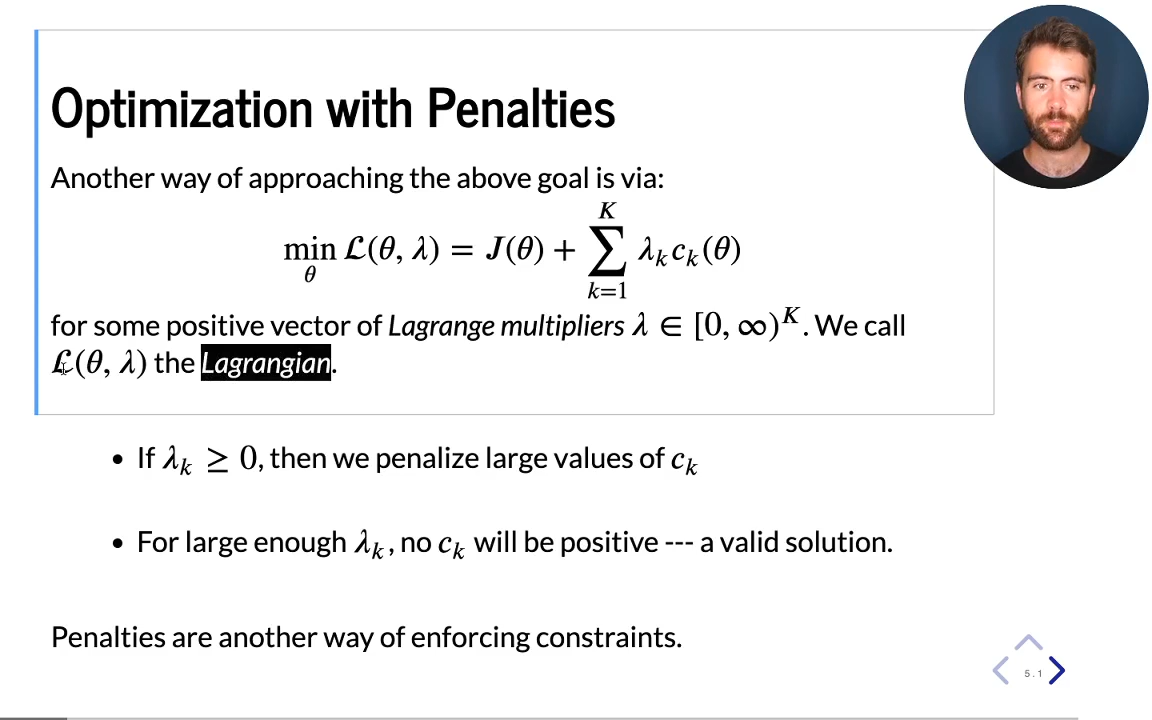 Optimization with Penalties
Another way of approaching the above goal is via:
min_θ ℒ(θ, λ) = J(θ) + ∑_{k=1}^{K} λ_k c_k(θ)
for some positive vector of Lagrange multipliers λ ∈ [0, ∞)^K. We call
ℒ(θ, λ) the Lagrangian.
• If λ_k ≥ 0, then we penalize large values of c_k
• For large enough λ_k, no c_k will be positive --- a valid solution.
Penalties are another way of enforcing constraints.
5.1